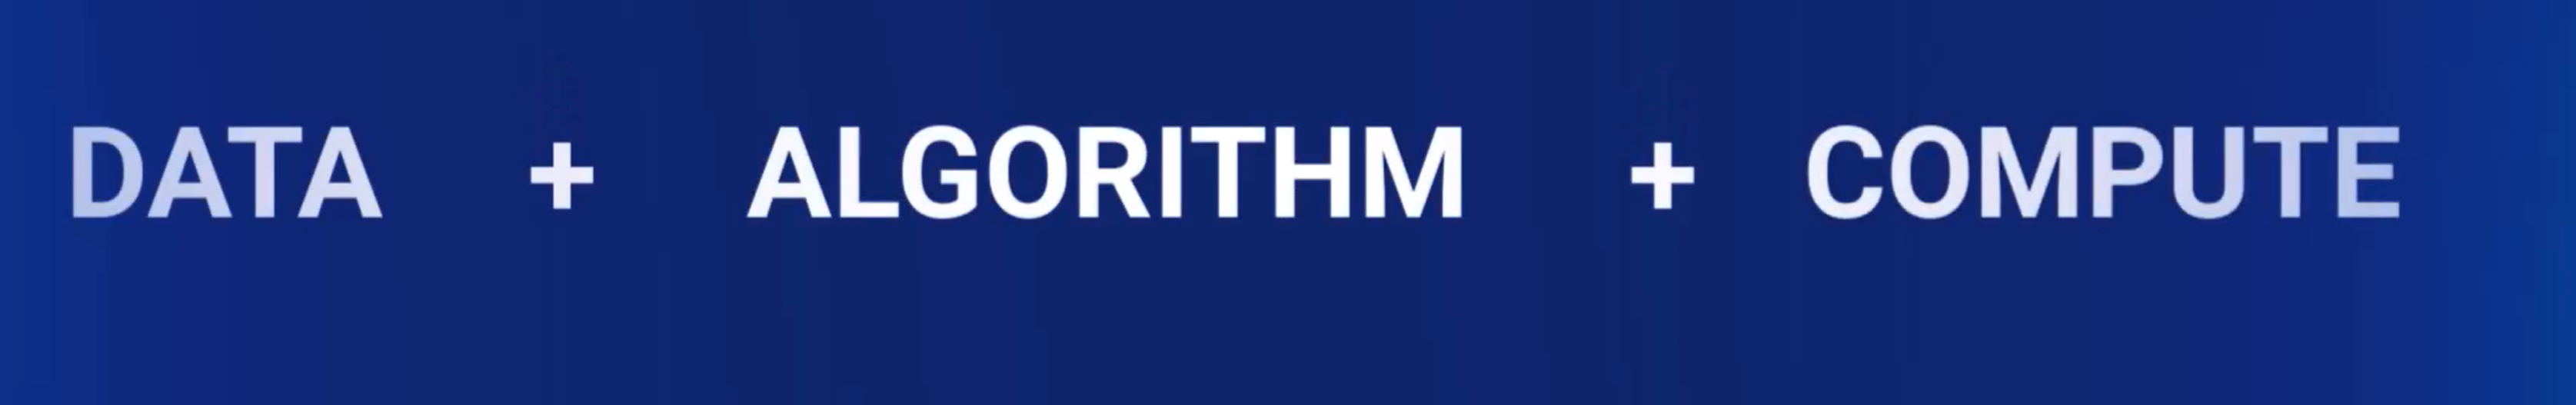 DATA + ALGORITHM + COMPUTE